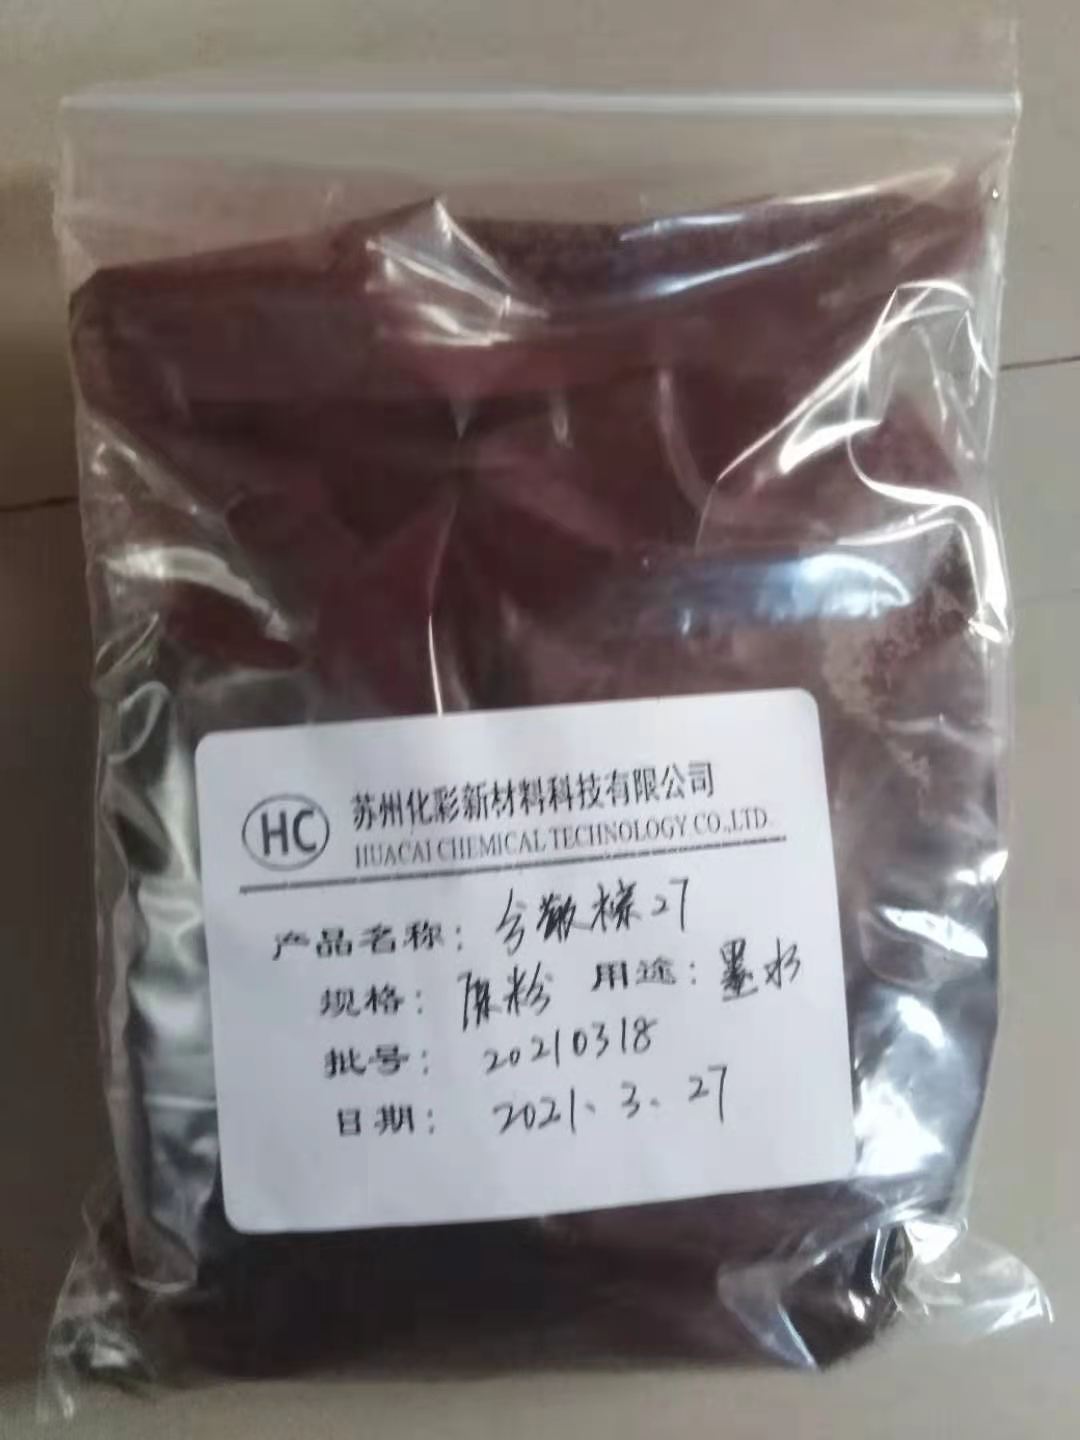 HC
苏州化彩新材料科技有限公司
HUACAI CHEMICAL TECHNOLOGY CO.,LTD.
产品名称：分散棕27
规格：原粉 用途：墨水
批号：20210318
日期：2021、3、27